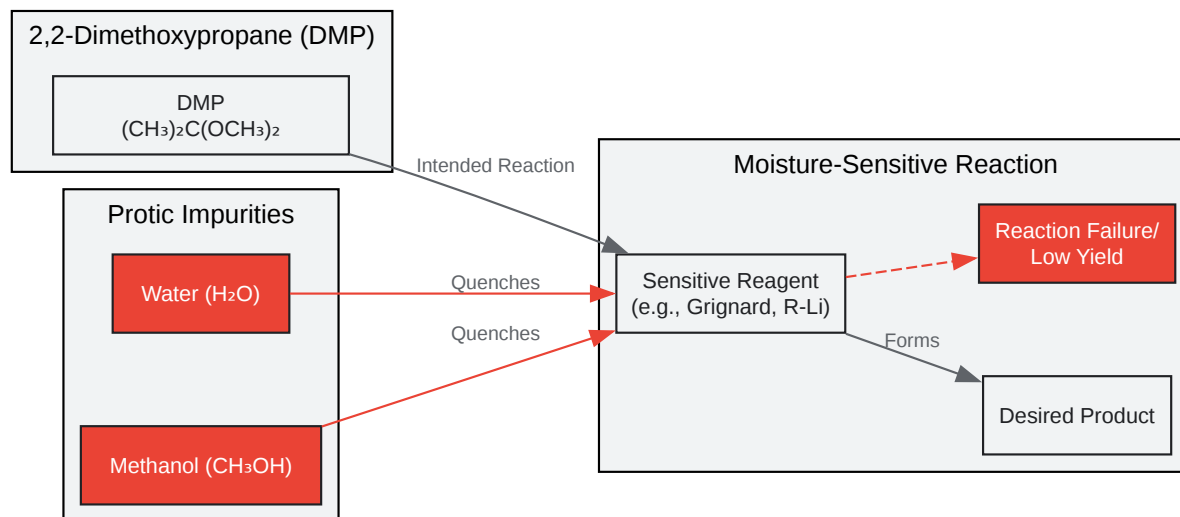 2,2-Dimethoxypropane (DMP)
DMP
(CH₃)₂C(OCH₃)₂
Intended Reaction
Protic Impurities
Water (H₂O)
Quenches
Quenches
Methanol (CH₃OH)
Moisture-Sensitive Reaction
Sensitive Reagent
(e.g., Grignard, R-Li)
Reaction Failure/
Low Yield
Forms
Desired Product